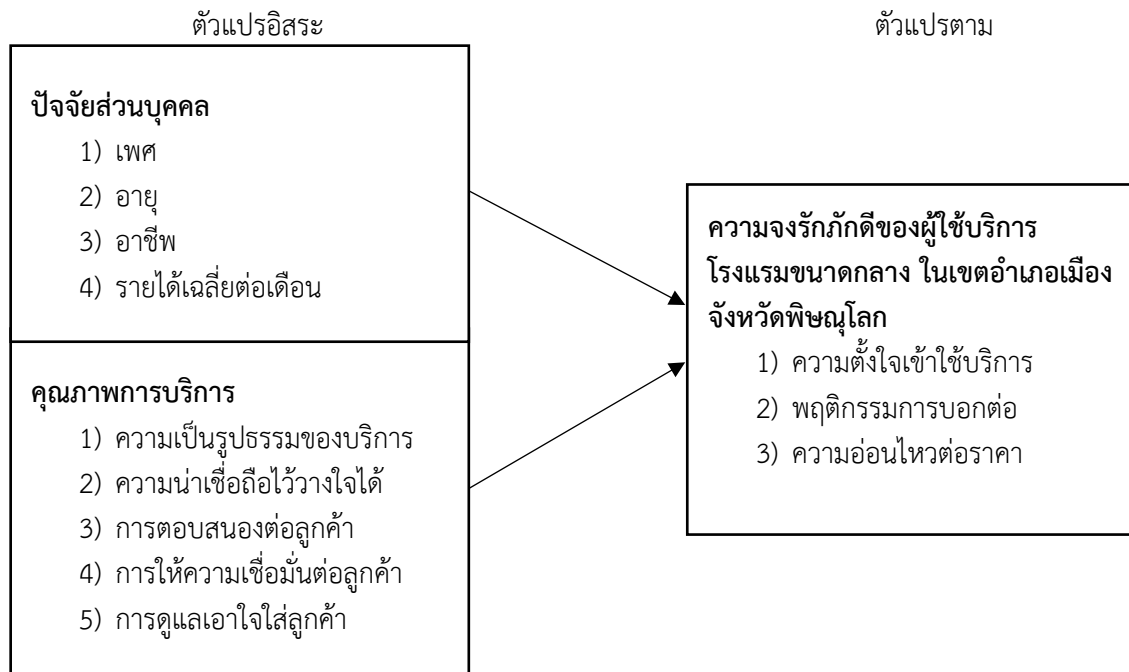 ตัวแปรอิสระ
ตัวแปรตาม
ปัจจัยส่วนบุคคล
1) เพศ
2) อายุ
3) อาชีพ
4) รายได้เฉลี่ยต่อเดือน
คุณภาพการบริการ
1) ความเป็นรูปธรรมของบริการ
2) ความน่าเชื่อถือไว้วางใจได้
3) การตอบสนองต่อลูกค้า
4) การให้ความเชื่อมั่นต่อลูกค้า
5) การดูแลเอาใจใส่ลูกค้า
ความจงรักภักดีของผู้ใช้บริการ
โรงแรมขนาดกลาง ในเขตอำเภอเมือง
จังหวัดพิษณุโลก
1) ความตั้งใจเข้าใช้บริการ
2) พฤติกรรมการบอกต่อ
3) ความอ่อนไหวต่อราคา